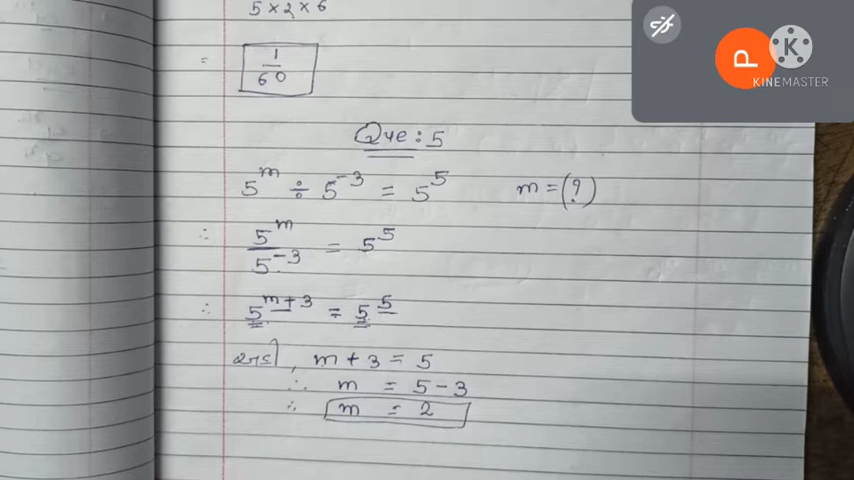 5 × 2 × 6
= 1/60
P K
KINEMASTER
Que : 5
5^m ÷ 5^-3 = 5^5 m = (?)
∴ 5^m / 5^-3 = 5^5
∴ 5^m+3 = 5^5
, m + 3 = 5
∴ m = 5 - 3
∴ m = 2